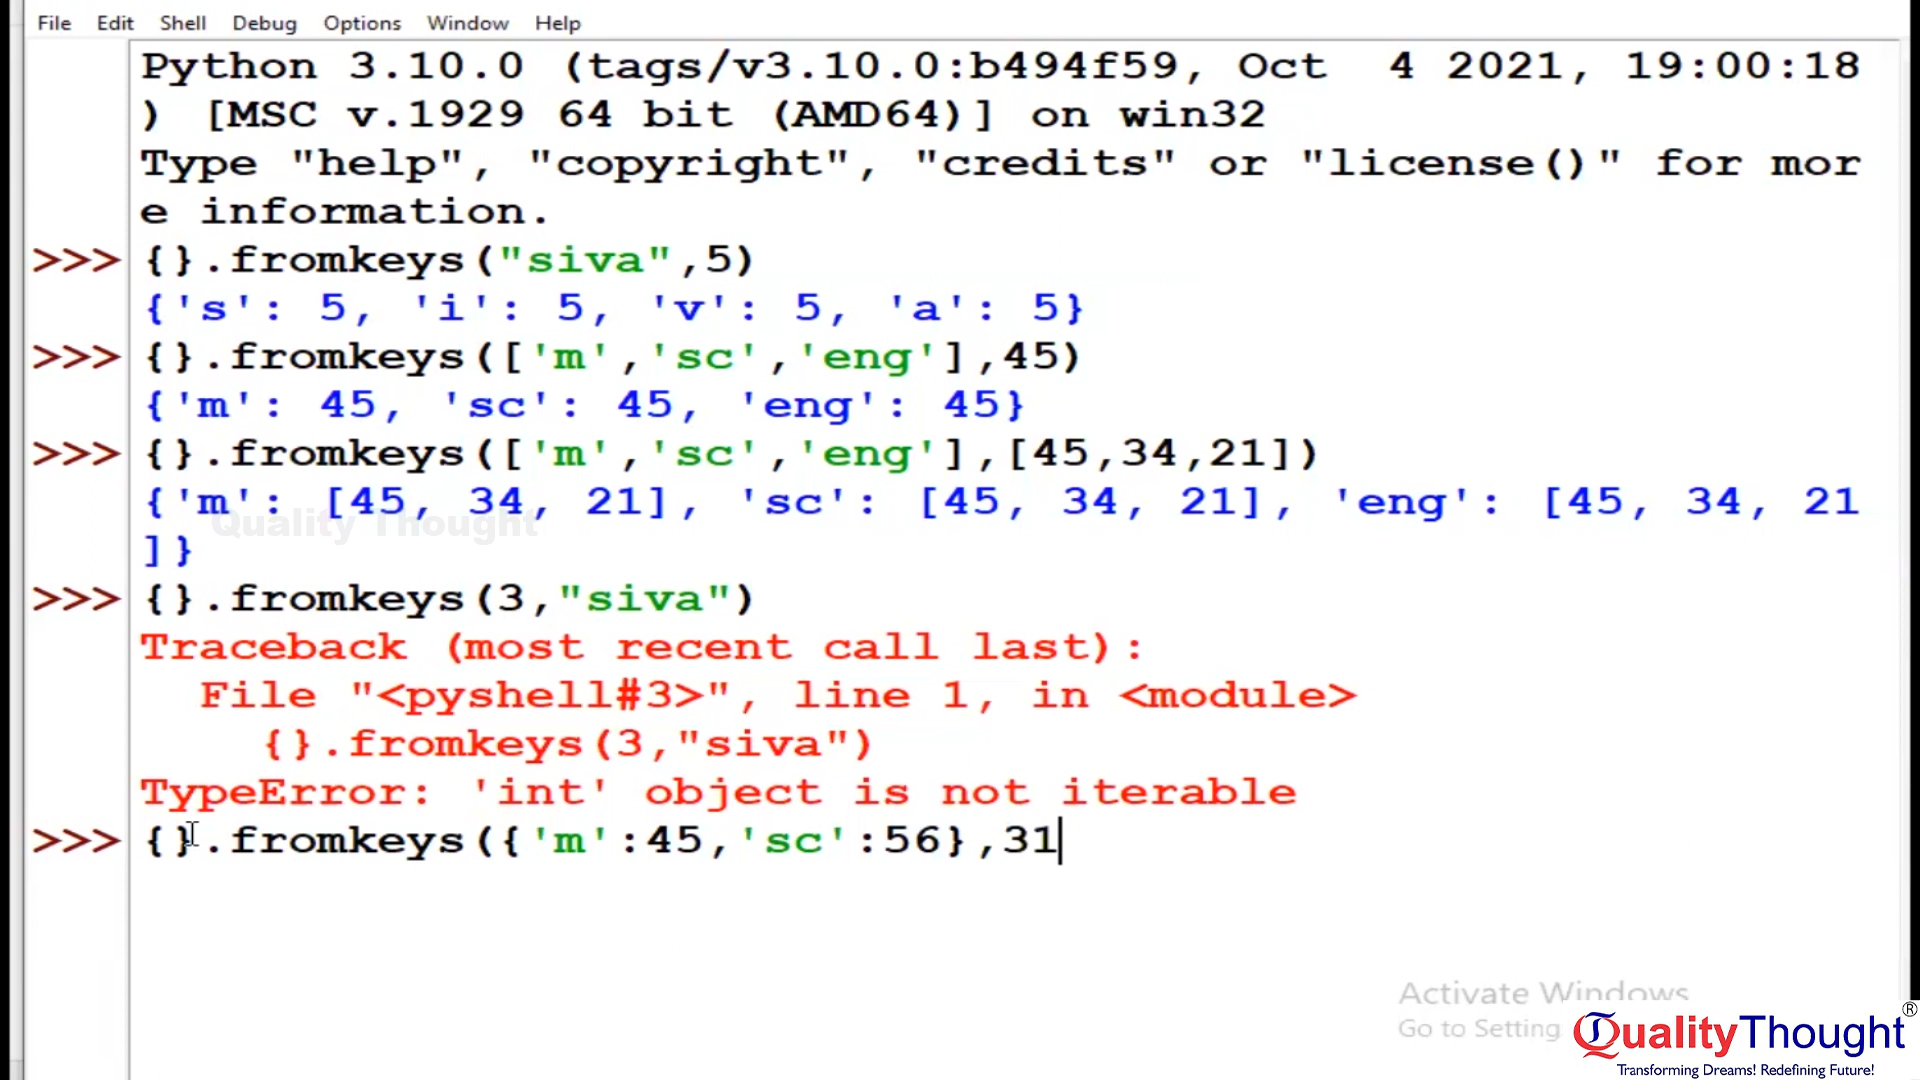 File Edit Shell Debug Options Window Help
Python 3.10.0 (tags/v3.10.0:b494f59, Oct  4 2021, 19:00:18
) [MSC v.1929 64 bit (AMD64)] on win32
Type "help", "copyright", "credits" or "license()" for mor
e information.
>>> {}.fromkeys("siva",5)
{'s': 5, 'i': 5, 'v': 5, 'a': 5}
>>> {}.fromkeys(['m','sc','eng'],45)
{'m': 45, 'sc': 45, 'eng': 45}
>>> {}.fromkeys(['m','sc','eng'],[45,34,21])
{'m': [45, 34, 21], 'sc': [45, 34, 21], 'eng': [45, 34, 21
Quality Thought
]}
>>> {}.fromkeys(3,"siva")
Traceback (most recent call last):
  File "<pyshell#3>", line 1, in <module>
    {}.fromkeys(3,"siva")
TypeError: 'int' object is not iterable
>>> {}.fromkeys({'m':45,'sc':56},31
Activate Windows
Go to Setting
QualityThought®
Transforming Dreams! Redefining Future!